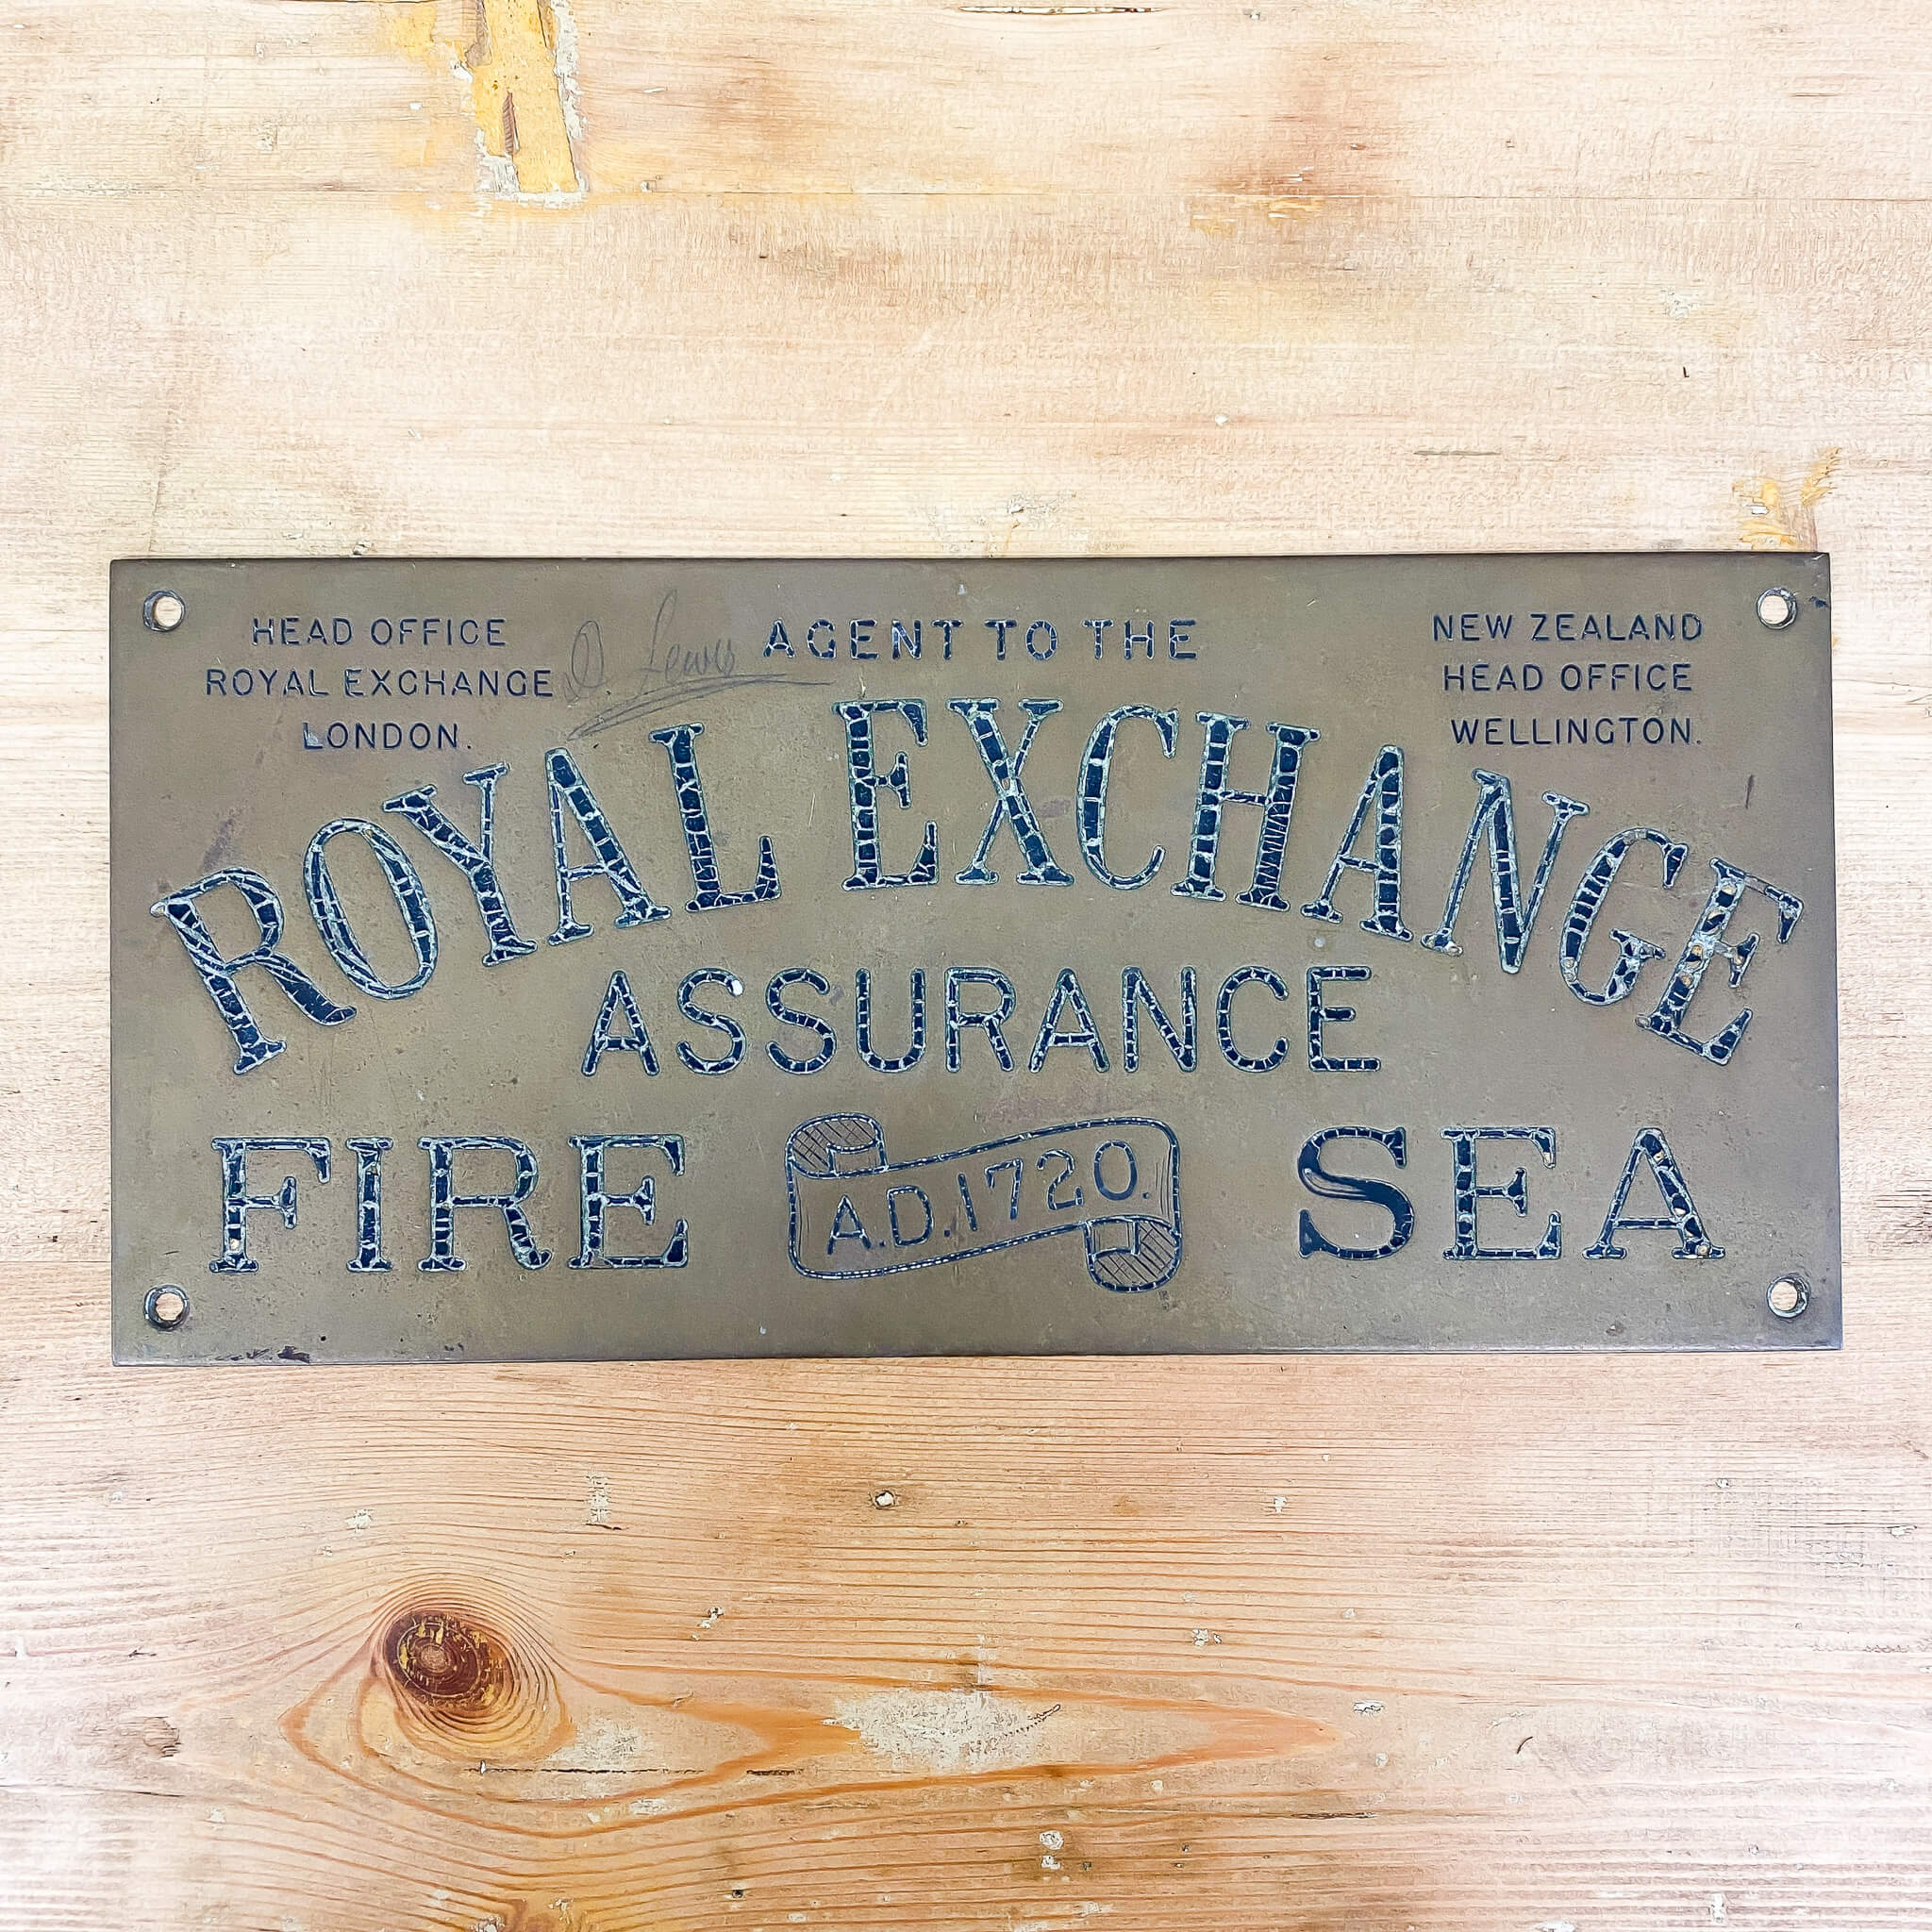 HEAD OFFICE
ROYAL EXCHANGE
LONDON.
D. Lewis
AGENT TO THE
NEW ZEALAND
HEAD OFFICE
WELLINGTON.
ROYAL EXCHANGE
ASSURANCE
FIRE
A.D.1720.
SEA